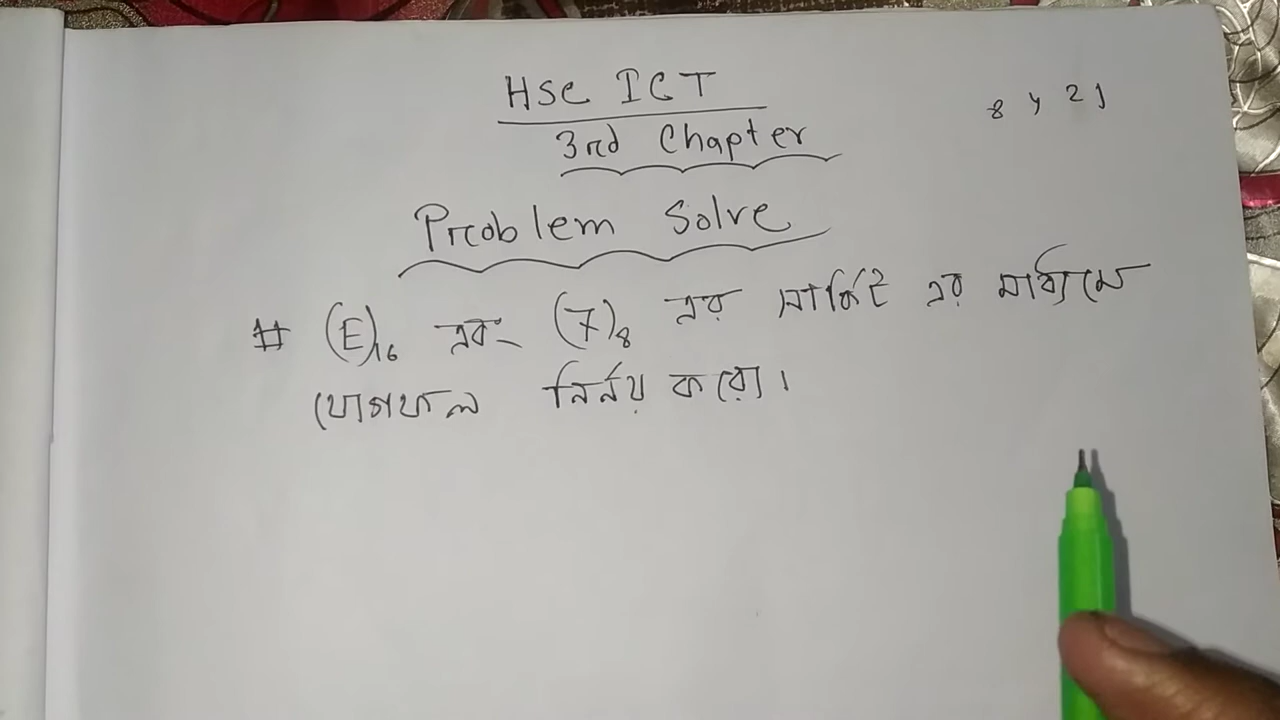 HSC ICT
8 4 2 1
3rd Chapter
Problem Solve
# (E)16 এবং (7)8 এর সার্কিট এর মাধ্যমে
যোগফল নির্নয় করো।